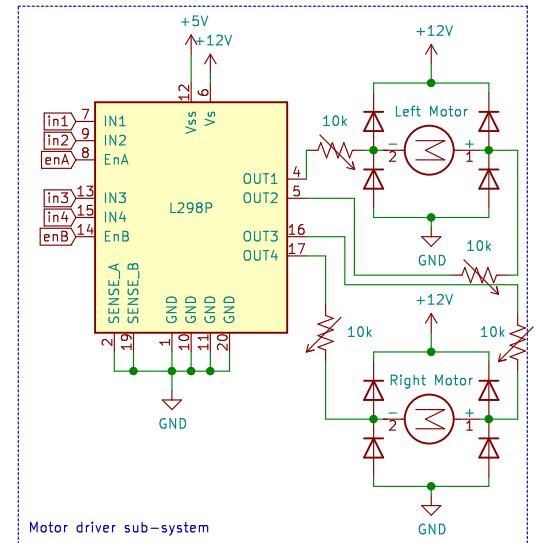 +5V
+12V
12
Vss
6
Vs
in1
7
IN1
in2
9
IN2
enA
8
EnA
in3
13
IN3
in4
15
IN4
enB
14
EnB
L298P
OUT1
4
OUT2
5
OUT3
16
OUT4
17
SENSE_A
2
SENSE_B
19
GND
1
GND
10
GND
11
GND
20
GND
10k
+12V
Left Motor
-
2
M
+
1
GND
10k
+12V
10k
10k
Right Motor
-
2
M
+
1
GND
Motor driver sub-system